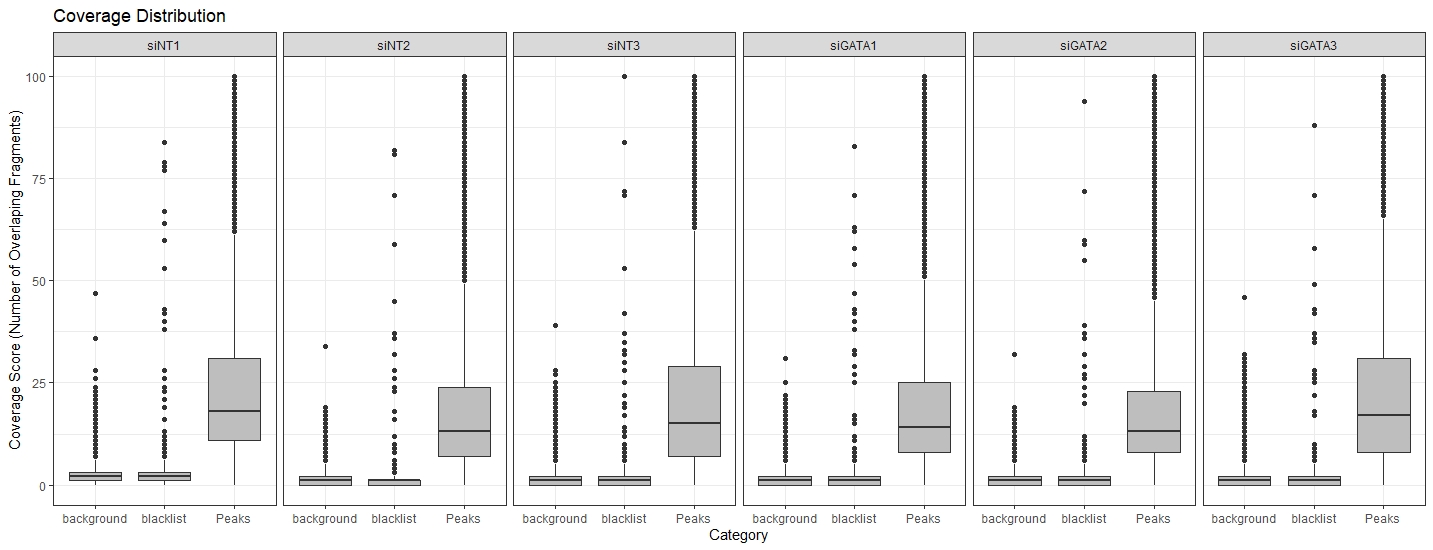 Coverage Distribution
siNT1 siNT2 siNT3 siGATA1 siGATA2 siGATA3
Coverage Score (Number of Overlaping Fragments)
100
75
50
25
0
background blacklist Peaks background blacklist Peaks background blacklist Peaks background blacklist Peaks background blacklist Peaks background blacklist Peaks
Category